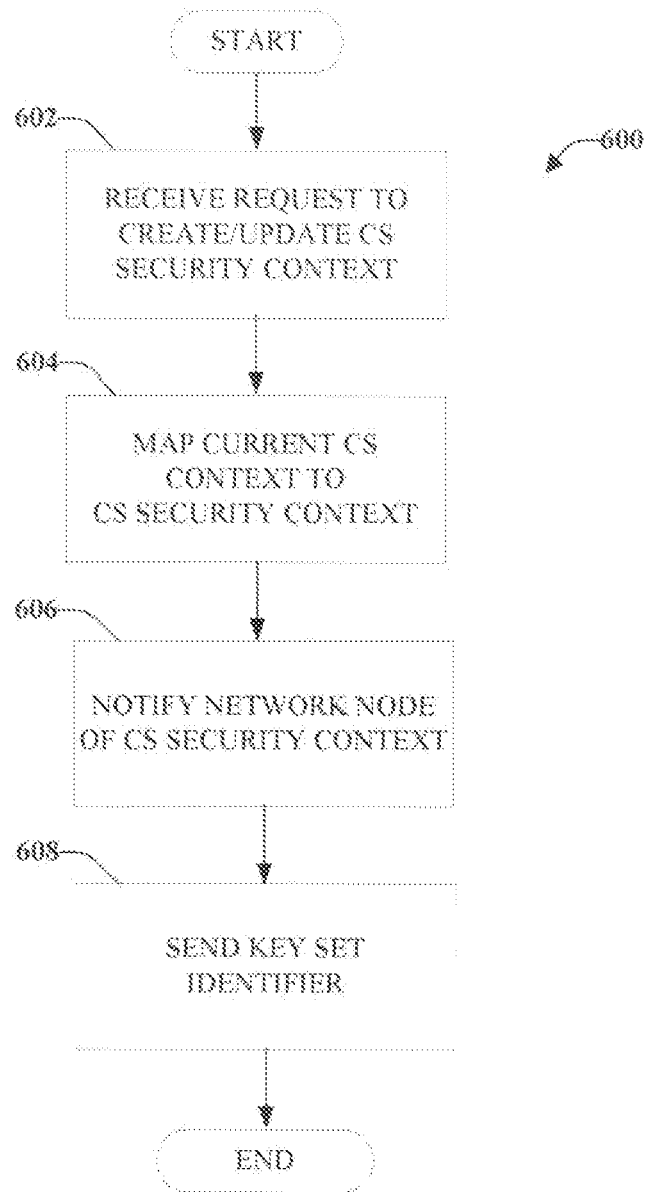 START
602
600
RECEIVE REQUEST TO
CREATE/UPDATE CS
SECURITY CONTEXT
604
MAP CURRENT CS
CONTEXT TO
CS SECURITY CONTEXT
606
NOTIFY NETWORK NODE
OF CS SECURITY CONTEXT
608
SEND KEY SET
IDENTIFIER
END